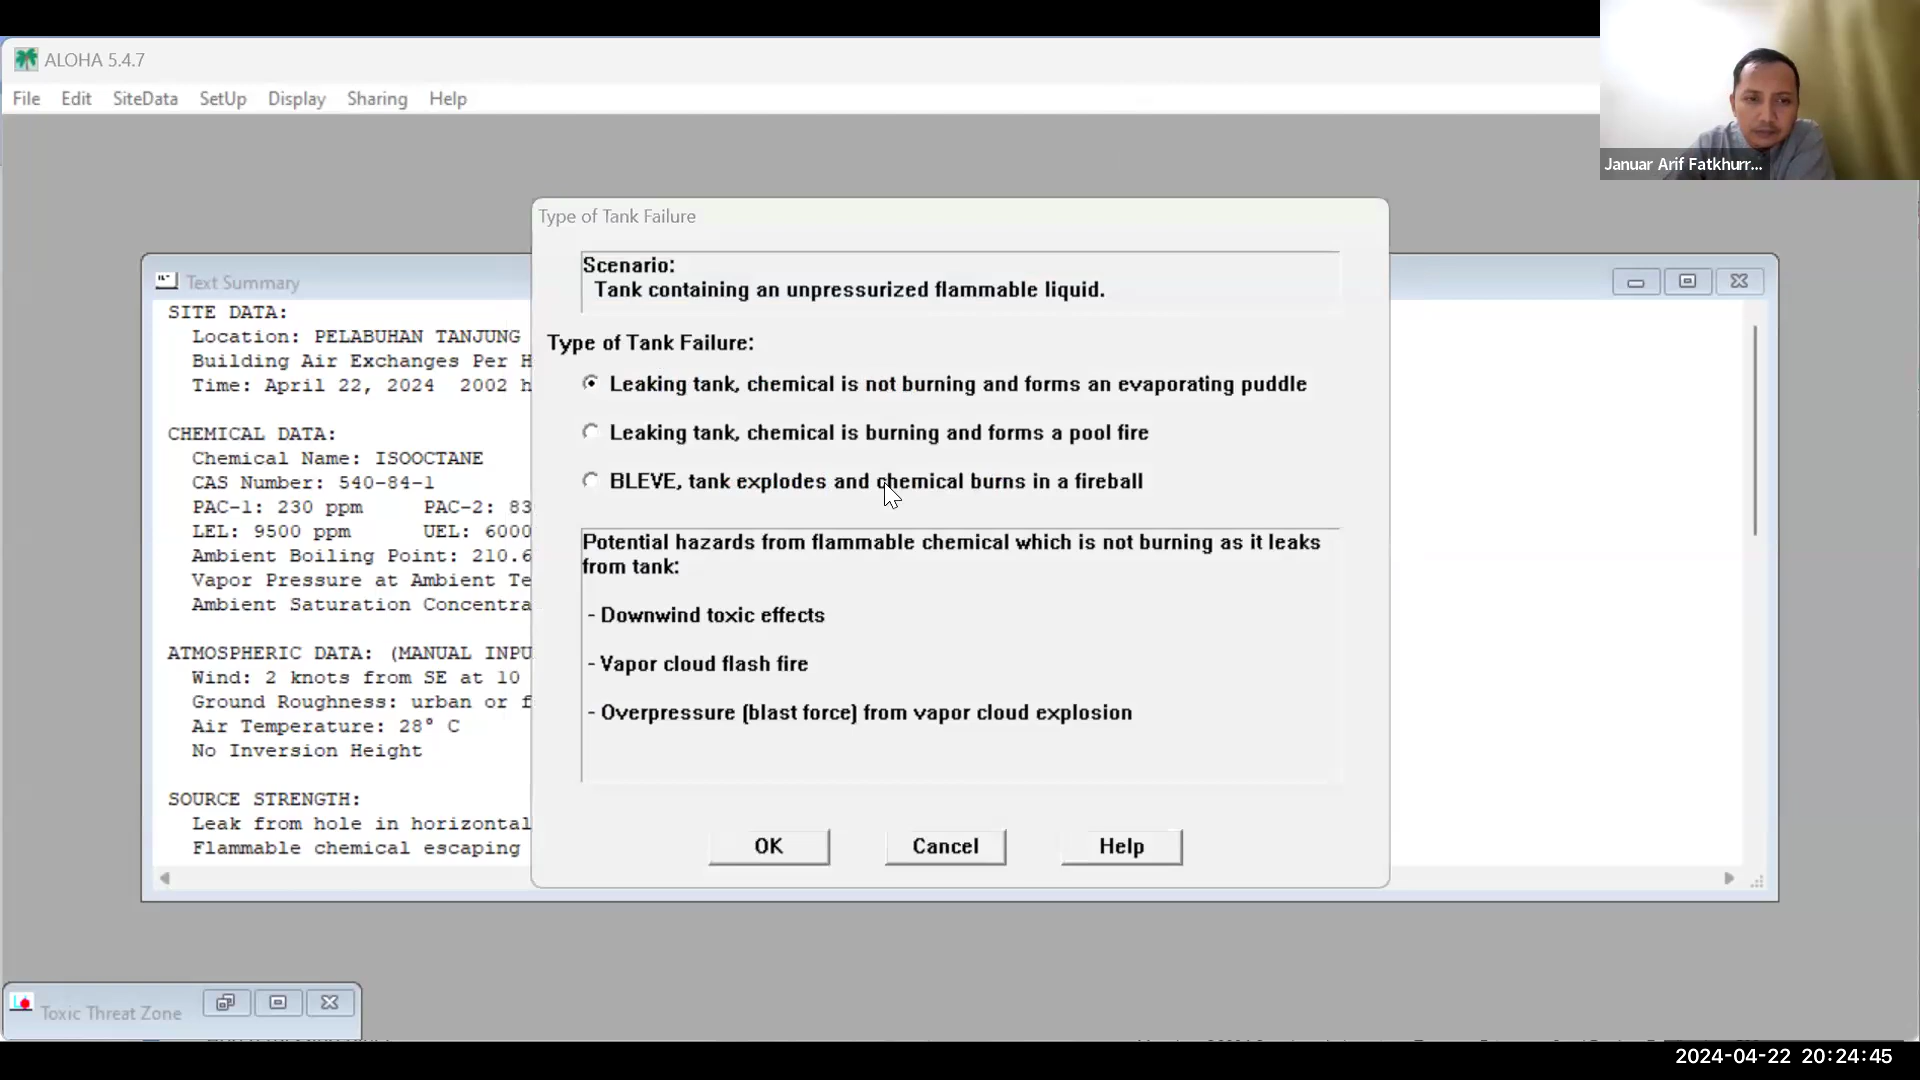 ALOHA 5.4.7
File Edit SiteData SetUp Display Sharing Help
Januar Arif Fatkhurr...
Type of Tank Failure
Scenario:
Tank containing an unpressurized flammable liquid.
Type of Tank Failure:
Leaking tank, chemical is not burning and forms an evaporating puddle
Leaking tank, chemical is burning and forms a pool fire
BLEVE, tank explodes and chemical burns in a fireball
Potential hazards from flammable chemical which is not burning as it leaks
from tank:
- Downwind toxic effects
- Vapor cloud flash fire
- Overpressure (blast force) from vapor cloud explosion
OK Cancel Help
Text Summary
SITE DATA:
Location: PELABUHAN TANJUNG
Building Air Exchanges Per H
Time: April 22, 2024 2002 h
CHEMICAL DATA:
Chemical Name: ISOOCTANE
CAS Number: 540-84-1
PAC-1: 230 ppm PAC-2: 83
LEL: 9500 ppm UEL: 6000
Ambient Boiling Point: 210.6
Vapor Pressure at Ambient Te
Ambient Saturation Concentra
ATMOSPHERIC DATA: (MANUAL INPU
Wind: 2 knots from SE at 10
Ground Roughness: urban or f
Air Temperature: 28° C
No Inversion Height
SOURCE STRENGTH:
Leak from hole in horizontal
Flammable chemical escaping
Toxic Threat Zone
2024-04-22 20:24:45